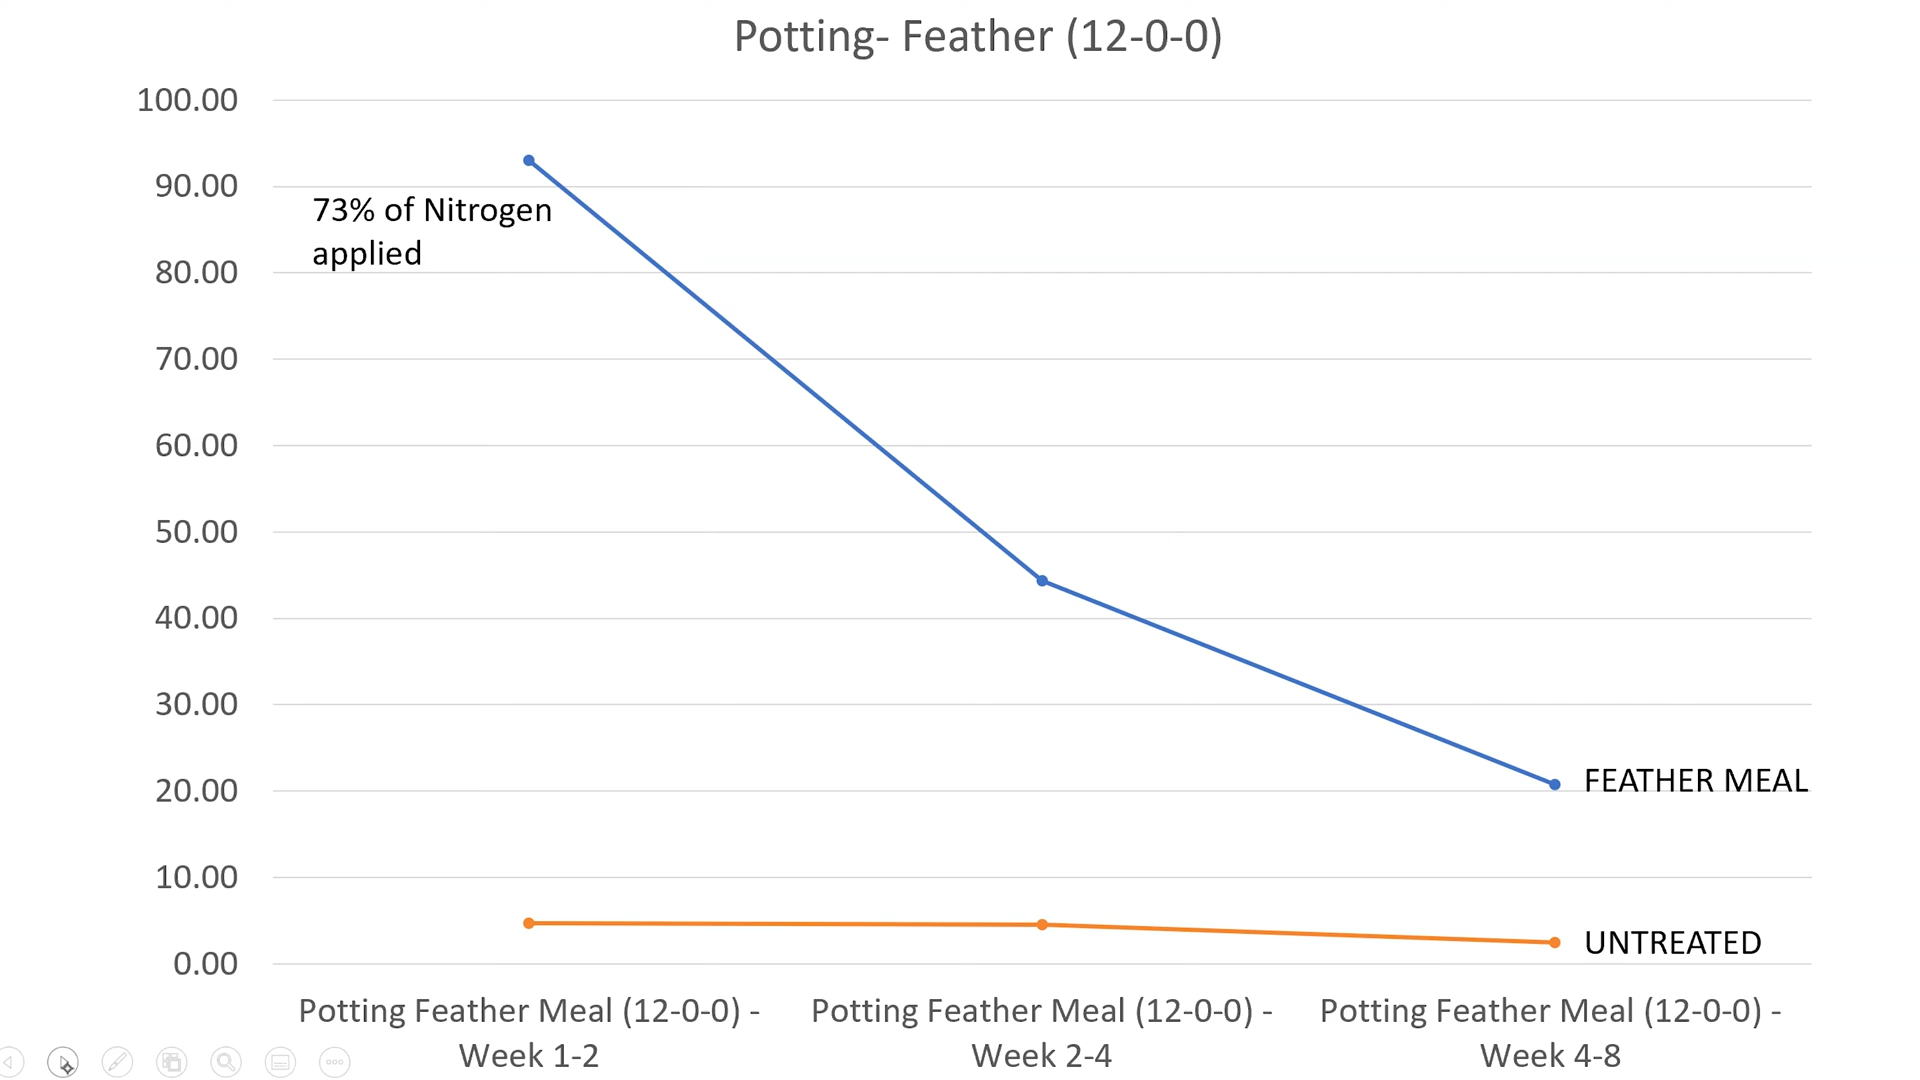 Potting- Feather (12-0-0)
100.00
90.00
80.00
70.00
60.00
50.00
40.00
30.00
20.00
10.00
0.00
73% of Nitrogen
applied
FEATHER MEAL
UNTREATED
Potting Feather Meal (12-0-0) -
Week 1-2
Potting Feather Meal (12-0-0) -
Week 2-4
Potting Feather Meal (12-0-0) -
Week 4-8